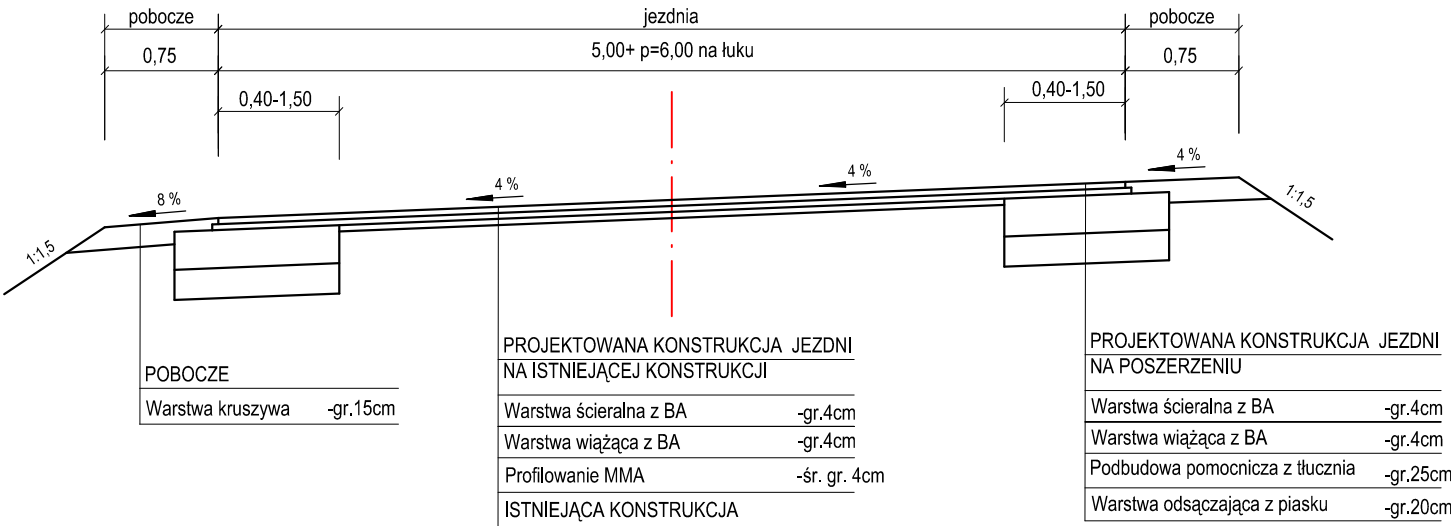 pobocze jezdnia pobocze
0,75 5,00+ p=6,00 na łuku 0,75
0,40-1,50 0,40-1,50
8 % 4 % 4 % 4 %
1:1,5 1:1,5
POBOCZE
Warstwa kruszywa -gr.15cm
PROJEKTOWANA KONSTRUKCJA JEZDNI
NA ISTNIEJĄCEJ KONSTRUKCJI
Warstwa ścieralna z BA -gr.4cm
Warstwa wiążąca z BA -gr.4cm
Profilowanie MMA -śr. gr. 4cm
ISTNIEJĄCA KONSTRUKCJA
PROJEKTOWANA KONSTRUKCJA JEZDNI
NA POSZERZENIU
Warstwa ścieralna z BA -gr.4cm
Warstwa wiążąca z BA -gr.4cm
Podbudowa pomocnicza z tłucznia -gr.25cm
Warstwa odsączająca z piasku -gr.20cm